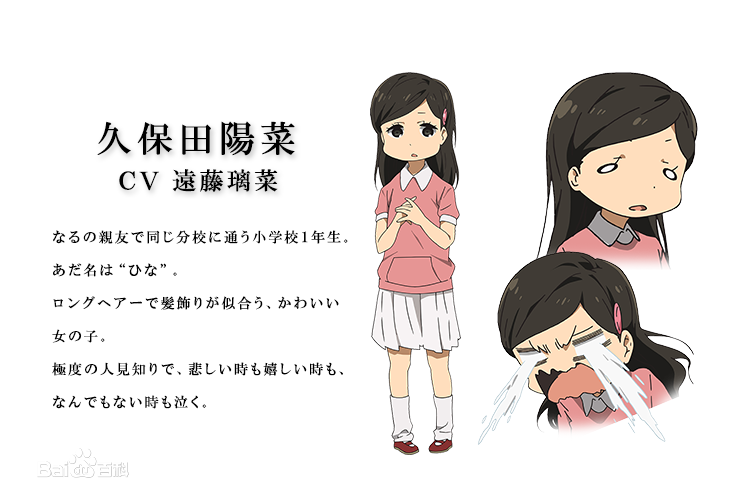 久保田陽菜
CV 遠藤璃菜
なるの親友で同じ分校に通う小学校1年生。
あだ名は“ひな”。
ロングヘアーで髪飾りが似合う、かわいい
女の子。
極度の人見知りで、悲しい時も嬉しい時も、
なんでもない時も泣く。
Bai du 百科